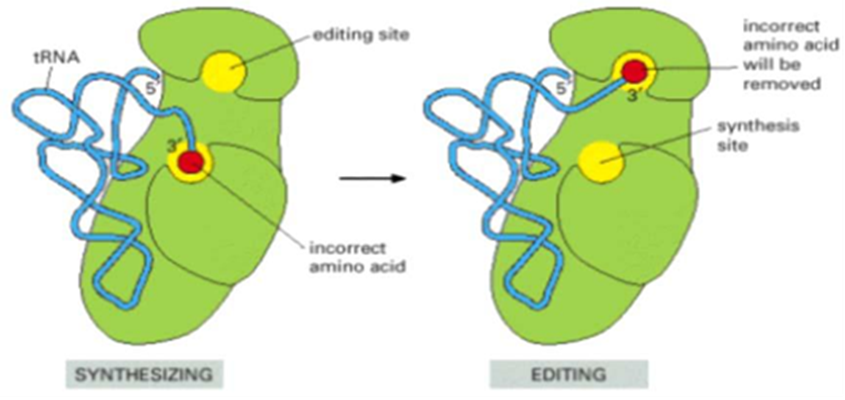 tRNA
5′
3′
editing site
incorrect
amino acid
SYNTHESIZING
5′
3′
incorrect
amino acid
will be
removed
synthesis
site
EDITING